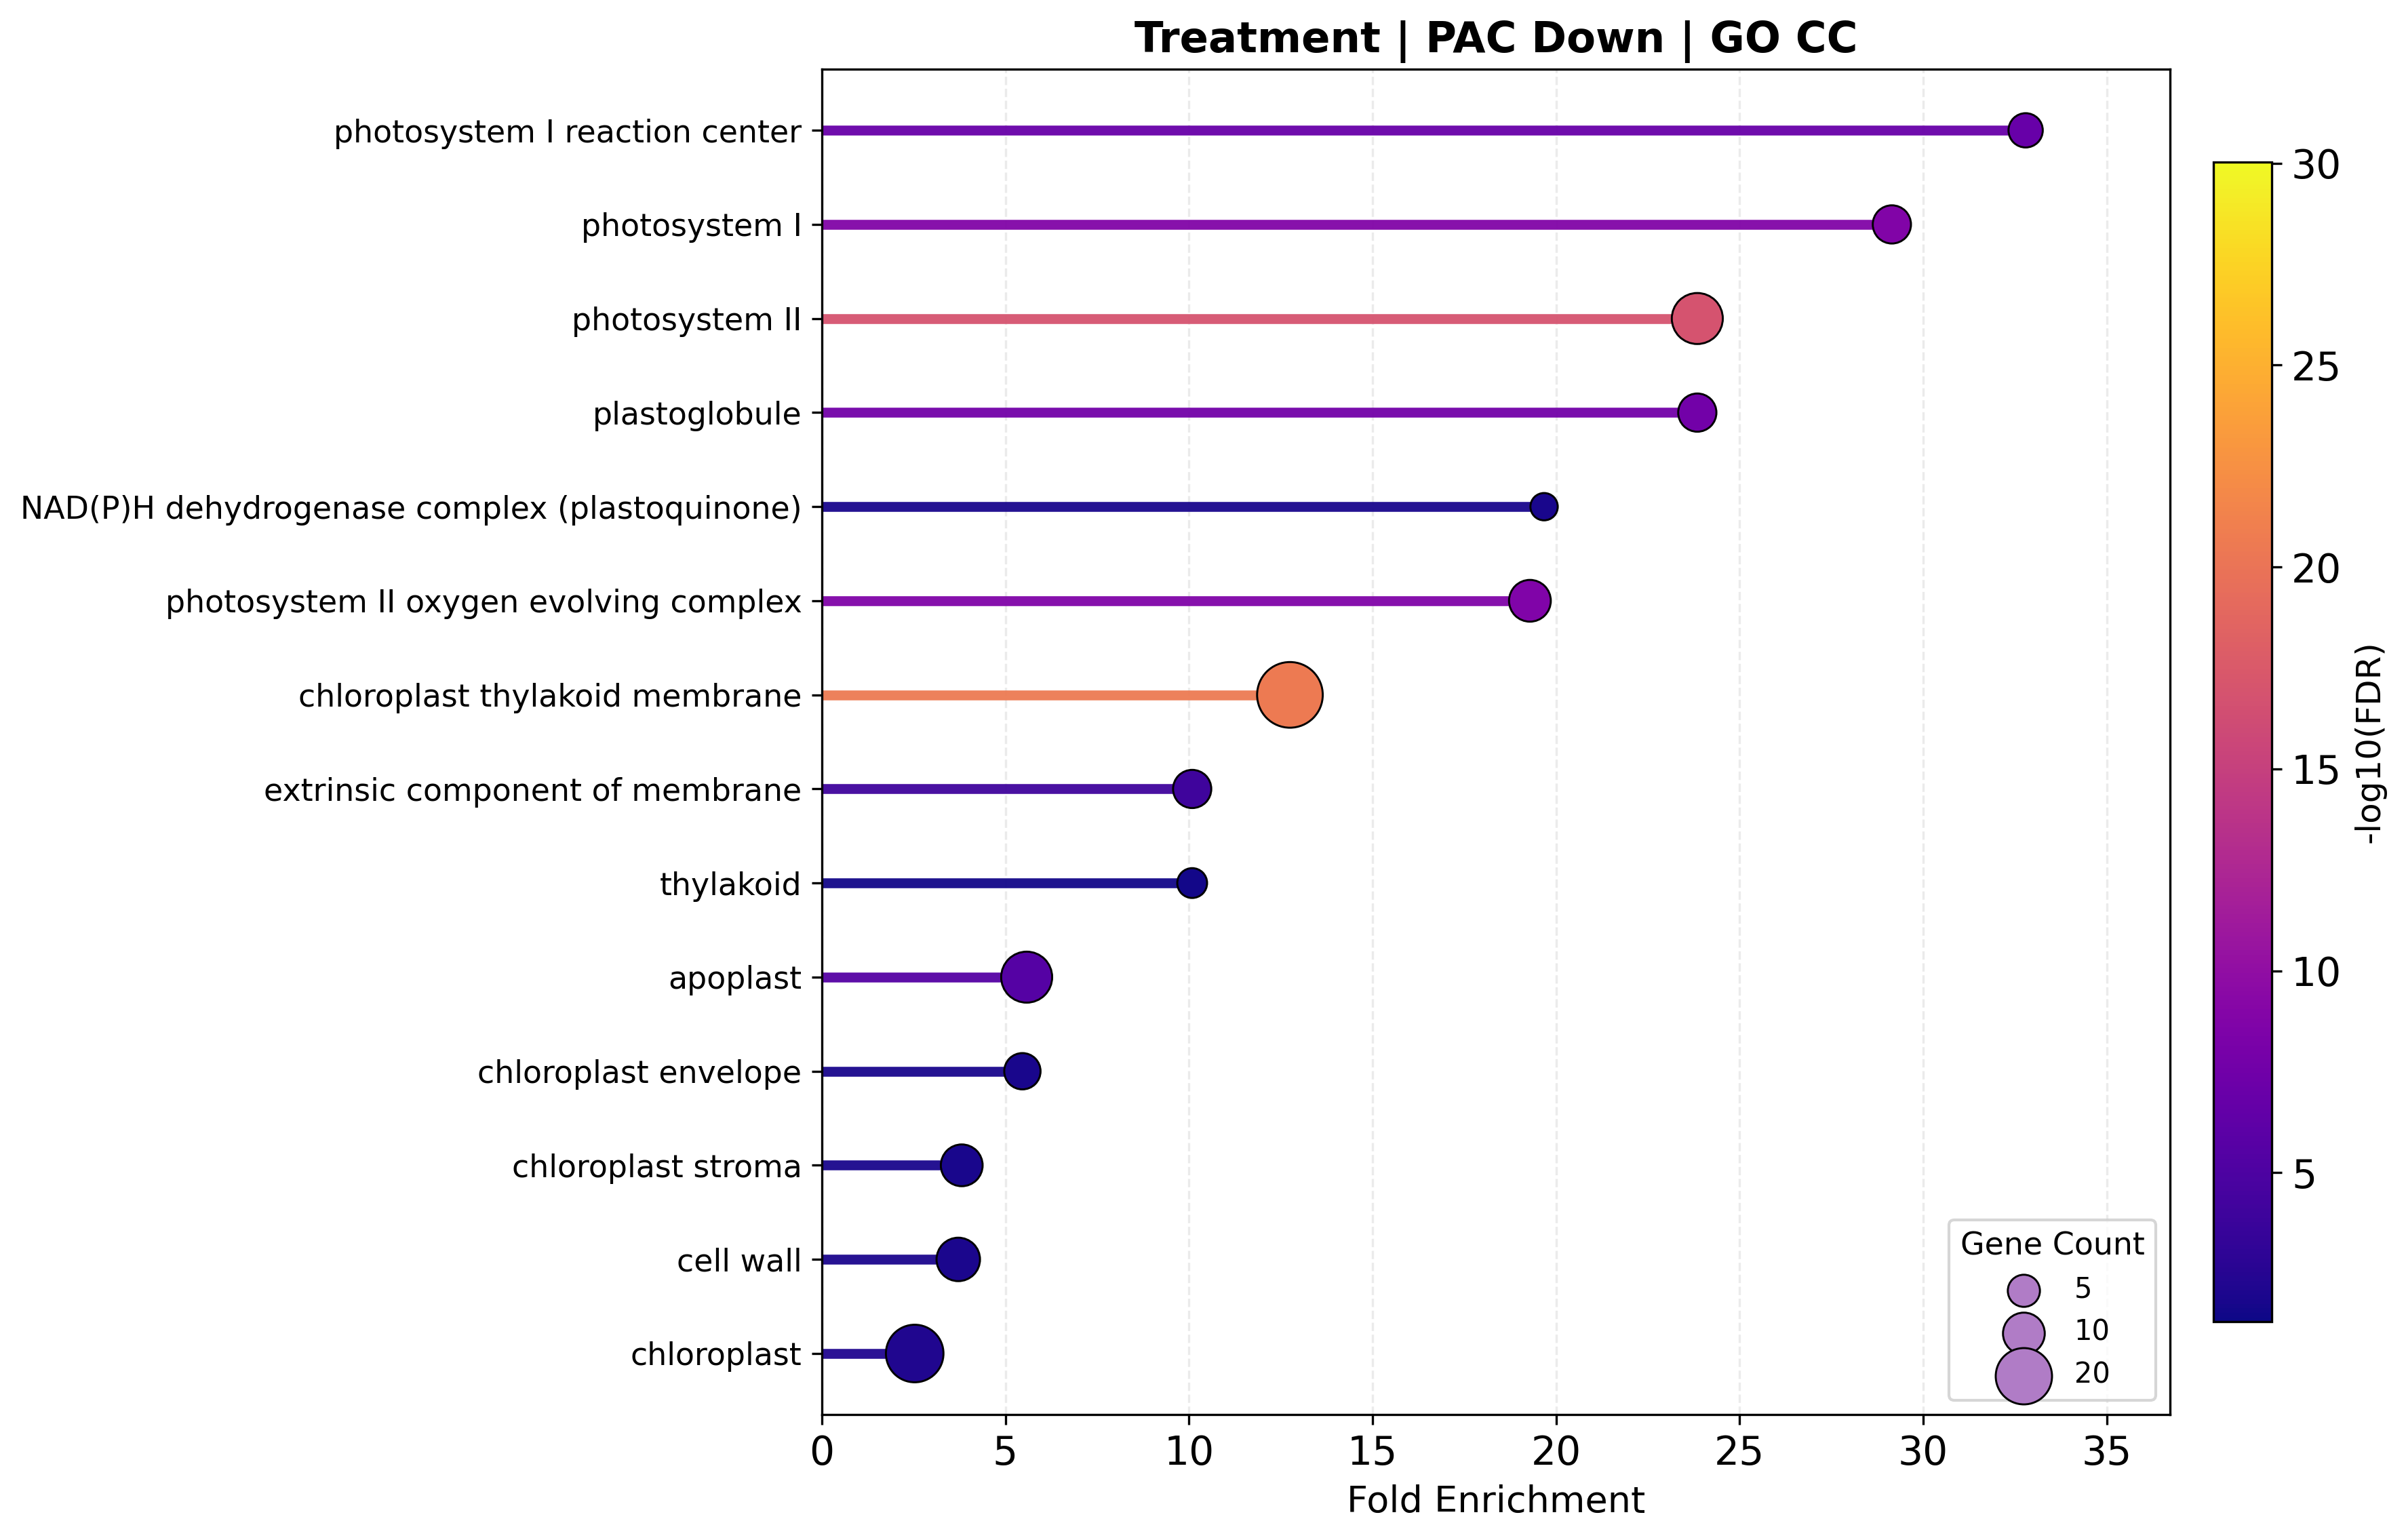 Treatment | PAC Down | GO CC
photosystem I reaction center
photosystem I
photosystem II
plastoglobule
NAD(P)H dehydrogenase complex (plastoquinone)
photosystem II oxygen evolving complex
chloroplast thylakoid membrane
extrinsic component of membrane
thylakoid
apoplast
chloroplast envelope
chloroplast stroma
cell wall
chloroplast
0 5 10 15 20 25 30 35
Fold Enrichment
Gene Count
5
10
20
30
25
20
15
10
5
-log10(FDR)